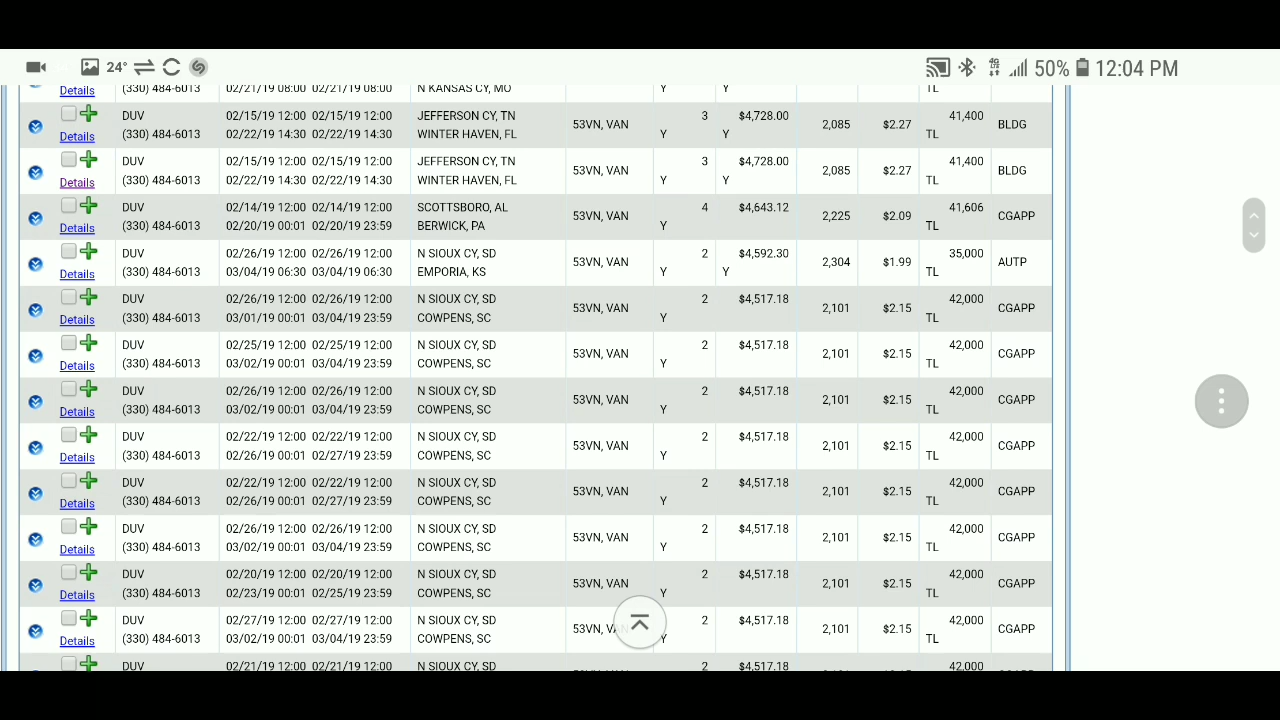 24° 50% 12:04 PM
Details (330) 484-6013 02/21/19 08:00 02/21/19 08:00 N KANSAS CY, MO Y Y TL
DUV 02/15/19 12:00 02/15/19 12:00 JEFFERSON CY, TN 53VN, VAN 3 $4,728.00 2,085 $2.27 41,400 BLDG
Details (330) 484-6013 02/22/19 14:30 02/22/19 14:30 WINTER HAVEN, FL Y Y TL
DUV 02/15/19 12:00 02/15/19 12:00 JEFFERSON CY, TN 53VN, VAN 3 $4,728.00 2,085 $2.27 41,400 BLDG
Details (330) 484-6013 02/22/19 14:30 02/22/19 14:30 WINTER HAVEN, FL Y Y TL
DUV 02/14/19 12:00 02/14/19 12:00 SCOTTSBORO, AL 53VN, VAN 4 $4,643.12 2,225 $2.09 41,606 CGAPP
Details (330) 484-6013 02/20/19 00:01 02/20/19 23:59 BERWICK, PA Y TL
DUV 02/26/19 12:00 02/26/19 12:00 N SIOUX CY, SD 53VN, VAN 2 $4,592.30 2,304 $1.99 35,000 AUTP
Details (330) 484-6013 03/04/19 06:30 03/04/19 06:30 EMPORIA, KS Y Y TL
DUV 02/26/19 12:00 02/26/19 12:00 N SIOUX CY, SD 53VN, VAN 2 $4,517.18 2,101 $2.15 42,000 CGAPP
Details (330) 484-6013 03/01/19 00:01 03/04/19 23:59 COWPENS, SC Y TL
DUV 02/25/19 12:00 02/25/19 12:00 N SIOUX CY, SD 53VN, VAN 2 $4,517.18 2,101 $2.15 42,000 CGAPP
Details (330) 484-6013 03/02/19 00:01 03/04/19 23:59 COWPENS, SC Y TL
DUV 02/26/19 12:00 02/26/19 12:00 N SIOUX CY, SD 53VN, VAN 2 $4,517.18 2,101 $2.15 42,000 CGAPP
Details (330) 484-6013 03/02/19 00:01 03/04/19 23:59 COWPENS, SC Y TL
DUV 02/22/19 12:00 02/22/19 12:00 N SIOUX CY, SD 53VN, VAN 2 $4,517.18 2,101 $2.15 42,000 CGAPP
Details (330) 484-6013 02/26/19 00:01 02/27/19 23:59 COWPENS, SC Y TL
DUV 02/22/19 12:00 02/22/19 12:00 N SIOUX CY, SD 53VN, VAN 2 $4,517.18 2,101 $2.15 42,000 CGAPP
Details (330) 484-6013 02/26/19 00:01 02/27/19 23:59 COWPENS, SC Y TL
DUV 02/26/19 12:00 02/26/19 12:00 N SIOUX CY, SD 53VN, VAN 2 $4,517.18 2,101 $2.15 42,000 CGAPP
Details (330) 484-6013 03/02/19 00:01 03/04/19 23:59 COWPENS, SC Y TL
DUV 02/20/19 12:00 02/20/19 12:00 N SIOUX CY, SD 53VN, VAN 2 $4,517.18 2,101 $2.15 42,000 CGAPP
Details (330) 484-6013 02/23/19 00:01 02/25/19 23:59 COWPENS, SC Y TL
DUV 02/27/19 12:00 02/27/19 12:00 N SIOUX CY, SD 53VN, VAN 2 $4,517.18 2,101 $2.15 42,000 CGAPP
Details (330) 484-6013 03/02/19 00:01 03/04/19 23:59 COWPENS, SC Y TL
DUV 02/21/19 12:00 02/21/19 12:00 N SIOUX CY, SD 2 $4,517.18 42,000